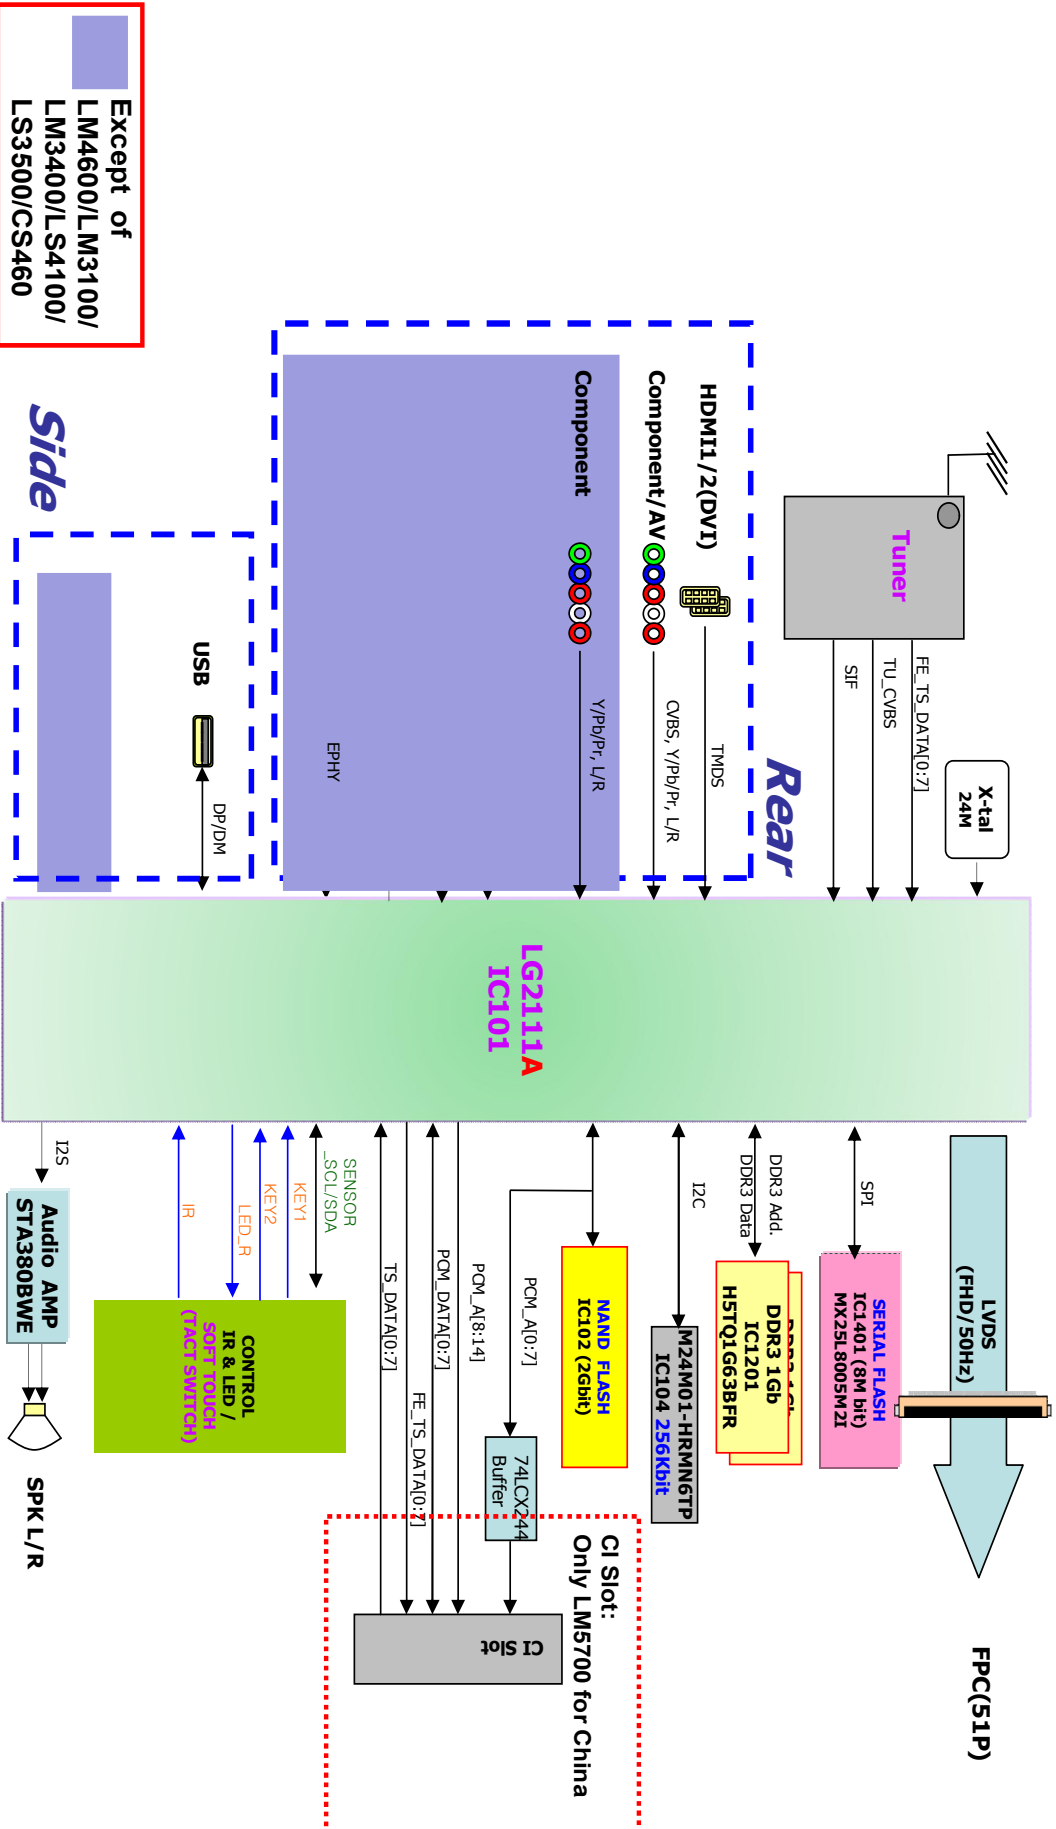 X-tal
24M
Tuner
FE_TS_DATA[0:7]
TU_CVBS
SIF
Rear
HDMI1/2(DVI)
TMDS
Component/AV
CVBS, Y/Pb/Pr, L/R
Component
Y/Pb/Pr, L/R
EPHY
USB
DP/DM
Side
Except of
LM4600/LM3100/
LM3400/LS4100/
LS3500/CS460
LG2111A
IC101
LVDS
(FHD/50Hz)
FPC(51P)
SPI
SERIAL FLASH
IC1401 (8M bit)
MX25L8005M2I
DDR3 Add.
DDR3 Data
DDR3 1Gb
DDR3 1Gb
IC1201
H5TQ1G63BFR
I2C
M24M01-HRMN6TP
IC104 256Kbit
NAND FLASH
IC102 (2Gbit)
PCM_A[0:7]
74LCX244
Buffer
CI Slot:
Only LM5700 for China
CI Slot
PCM_A[8:14]
PCM_DATA[0:7]
FE_TS_DATA[0:7]
TS_DATA[0:7]
SENSOR
_SCL/SDA
KEY1
KEY2
LED_R
IR
CONTROL
IR & LED /
SOFT TOUCH
(TACT SWITCH)
I2S
Audio AMP
STA380BWE
SPK L/R